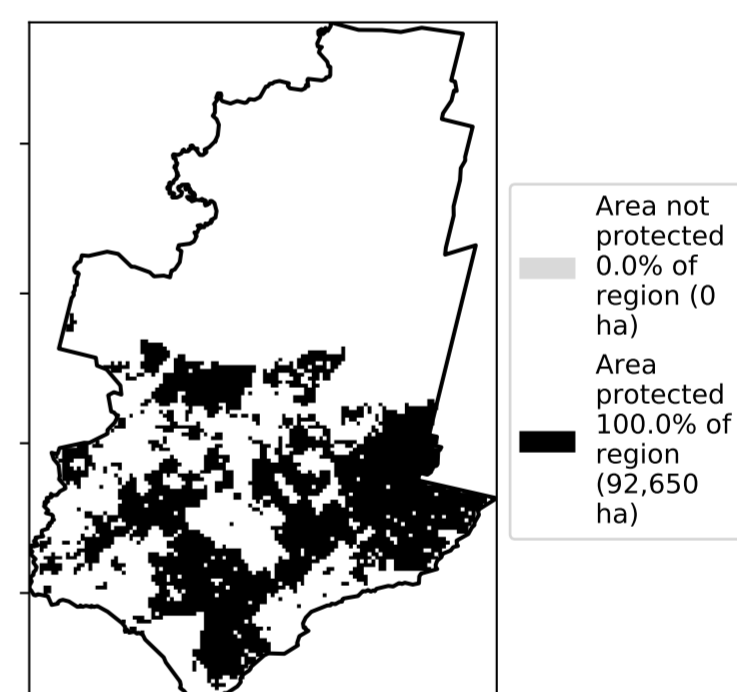 Area not
protected
0.0% of
region (0
ha)
Area
protected
100.0% of
region
(92,650
ha)